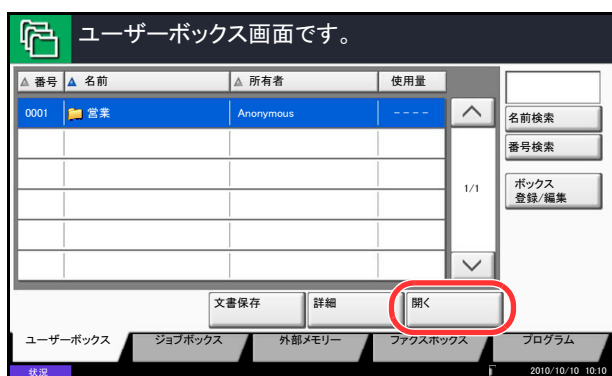 ユーザーボックス画面です。
番号 名前 所有者 使用量
0001 営業 Anonymous ----
名前検索
番号検索
1/1
ボックス
登録/編集
文書保存 詳細 開く
ユーザーボックス ジョブボックス 外部メモリー ファクスボックス プログラム
状況 2010/10/10 10:10